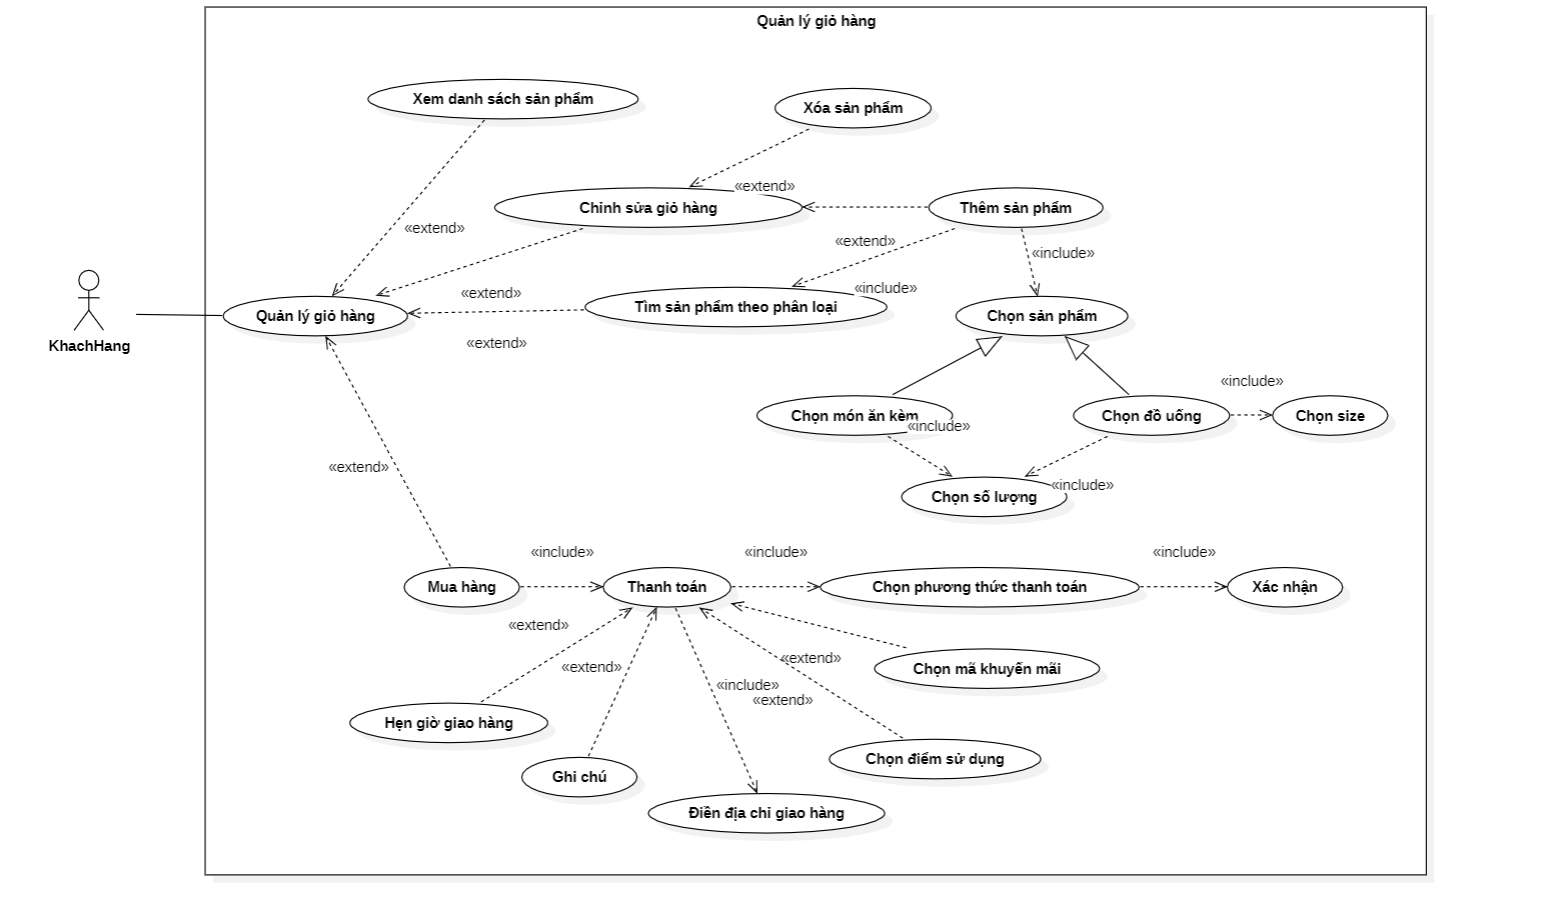 Quản lý giỏ hàng
Xem danh sách sản phẩm
Xóa sản phẩm
«extend»
Chỉnh sửa giỏ hàng
Thêm sản phẩm
«extend»
«extend»
«include»
«include»
«extend»
Tìm sản phẩm theo phân loại
Quản lý giỏ hàng
Chọn sản phẩm
KhachHang
«extend»
«include»
Chọn món ăn kèm
Chọn đồ uống
Chọn size
«include»
«extend»
«include»
Chọn số lượng
«include»
«include»
«include»
Mua hàng
Thanh toán
Chọn phương thức thanh toán
Xác nhận
«extend»
«extend»
«extend»
Chọn mã khuyến mãi
«include»
«extend»
Hẹn giờ giao hàng
Chọn điểm sử dụng
Ghi chú
Điền địa chỉ giao hàng